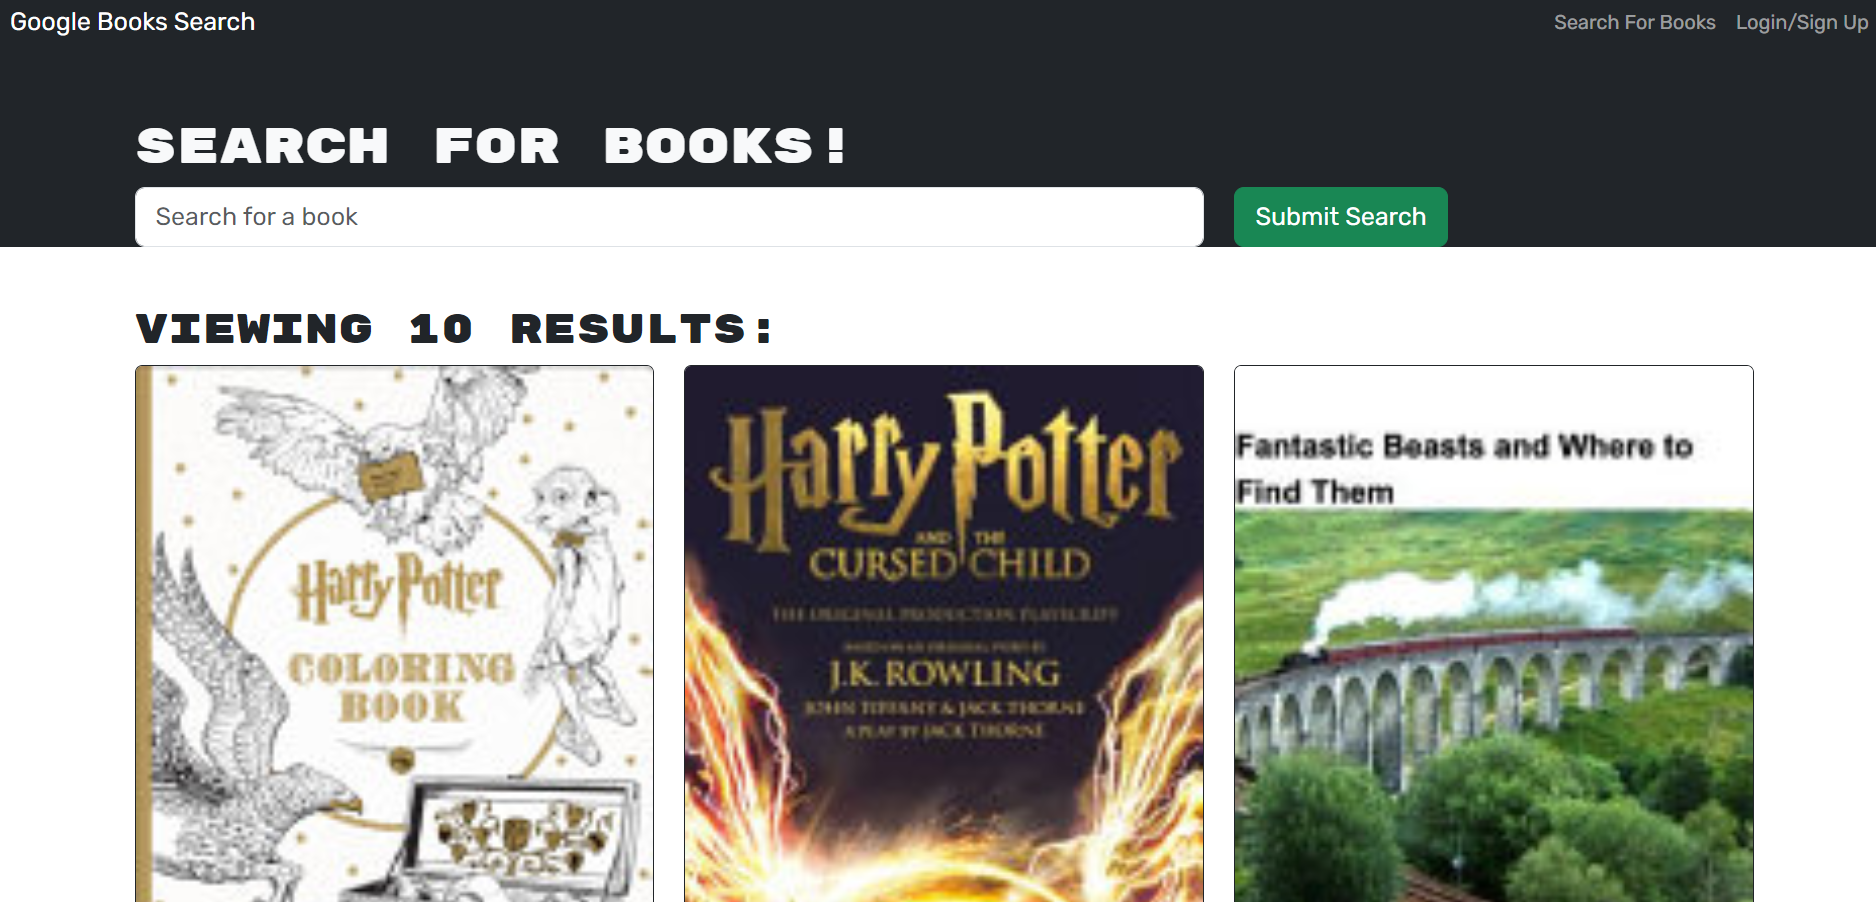 Google Books Search
Search For Books
Login/Sign Up
SEARCH FOR BOOKS!
Search for a book
Submit Search
VIEWING 10 RESULTS:
Harry Potter
COLORING
BOOK
Harry Potter
AND THE
CURSED CHILD
THE ORIGINAL PRODUCTION PLAYSCRIPT
BASED ON AN ORIGINAL STORY BY
J.K. ROWLING
JOHN TIFFANY & JACK THORNE
A PLAY BY JACK THORNE
Fantastic Beasts and Where to
Find Them